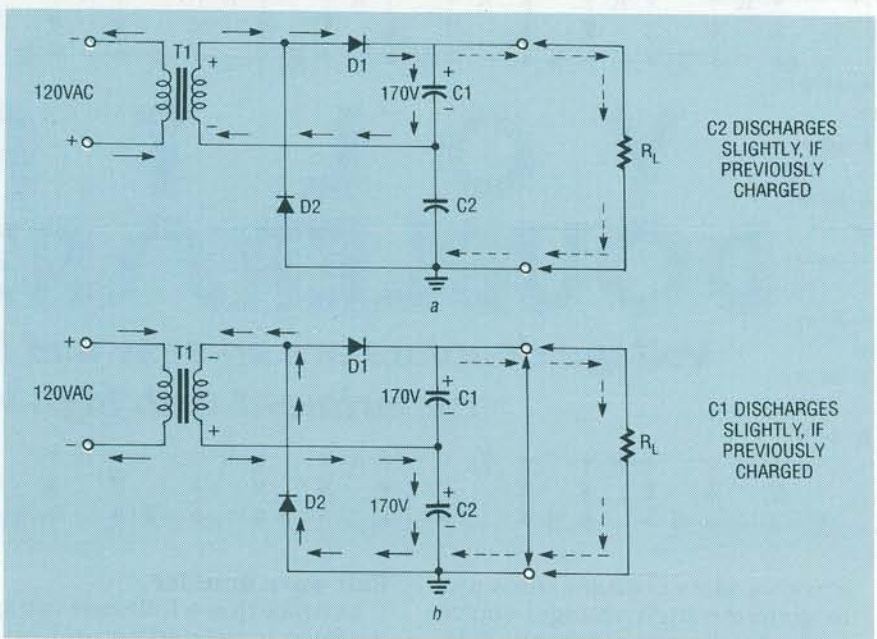 −
T1
+
D1
120VAC
170V
+
C1
−
−
+
RL
C2 DISCHARGES
SLIGHTLY, IF
PREVIOUSLY
CHARGED
D2
C2
a
+
T1
−
D1
120VAC
170V
+
C1
−
−
+
RL
C1 DISCHARGES
SLIGHTLY, IF
PREVIOUSLY
CHARGED
D2
170V
+
C2
−
b